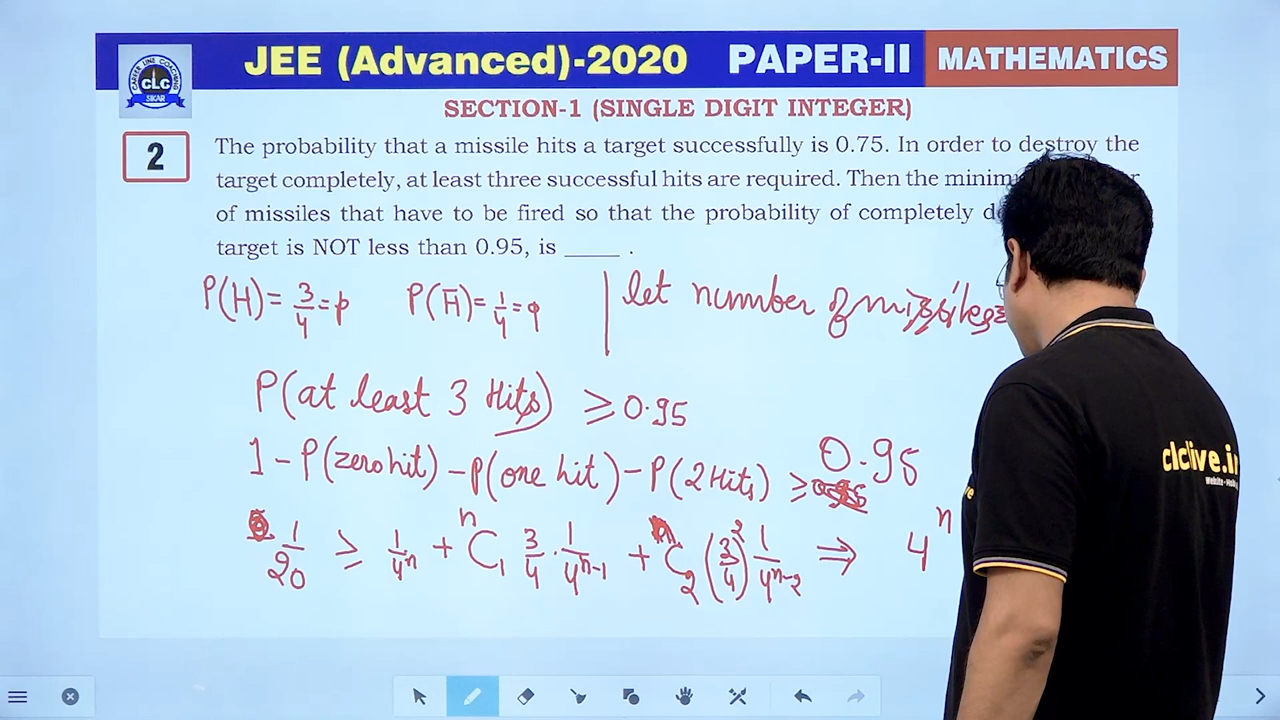 JEE (Advanced)-2020 PAPER-II MATHEMATICS
CLC
SIKAR
SECTION-1 (SINGLE DIGIT INTEGER)
2
The probability that a missile hits a target successfully is 0.75. In order to destroy the
target completely, at least three successful hits are required. Then the
of missiles that have to be fired so that the probability of completely
target is NOT less than 0.95, is ____ .
P(H)= 3/4 =p P(H̅)= 1/4 =q let number of missiles
P(at least 3 Hits) ≥ 0.95
1 - P(zero hit) - P(one hit) - P(2 Hits) ≥ 0.95
1/20 ≥ 1/4ⁿ + ⁿC₁ 3/4 · 1/4ⁿ⁻¹ + ⁿC₂ (3/4)² 1/4ⁿ⁻² ⇒ 4ⁿ
clclive.in